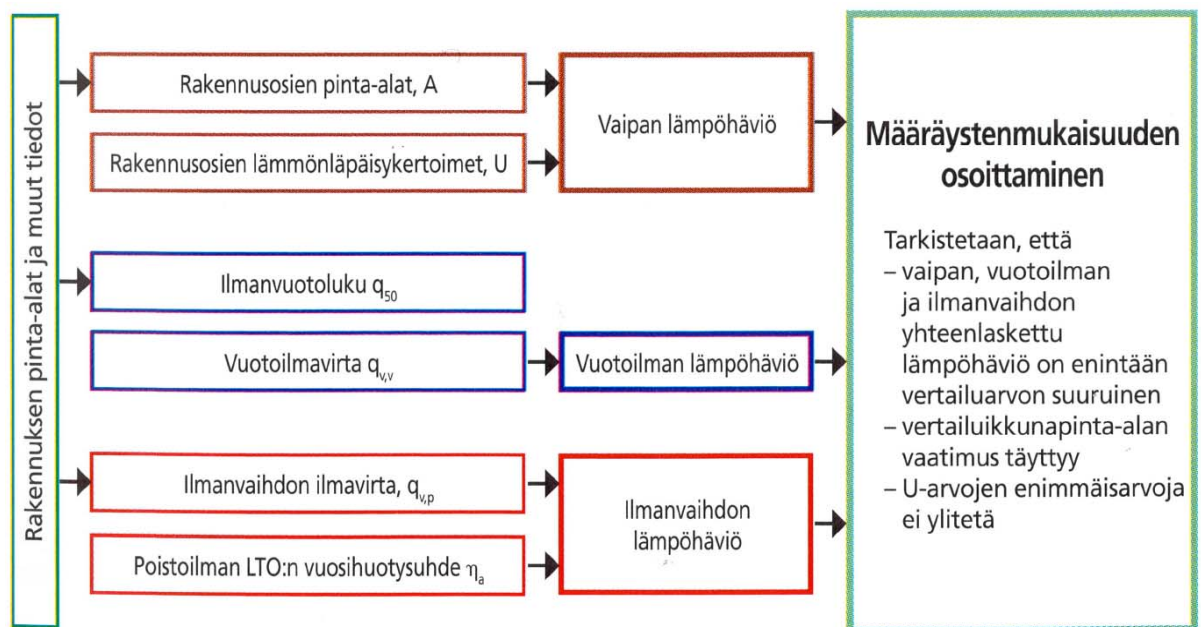 Rakennuksen pinta-alat ja muut tiedot
Rakennusosien pinta-alat, A
Rakennusosien lämmönläpäisykertoimet, U
Vaipan lämpöhäviö
Ilmanvuotoluku q50
Vuotoilmavirta qv,v
Vuotoilman lämpöhäviö
Ilmanvaihdon ilmavirta, qv,p
Poistoilman LTO:n vuosihuotysuhde ηa
Ilmanvaihdon
lämpöhäviö
Määräystenmukaisuuden
osoittaminen
Tarkistetaan, että
– vaipan, vuotoilman
ja ilmanvaihdon
yhteenlaskettu
lämpöhäviö on enintään
vertailuarvon suuruinen
– vertailuikkunapinta-alan
vaatimus täyttyy
– U-arvojen enimmäisarvoja
ei ylitetä